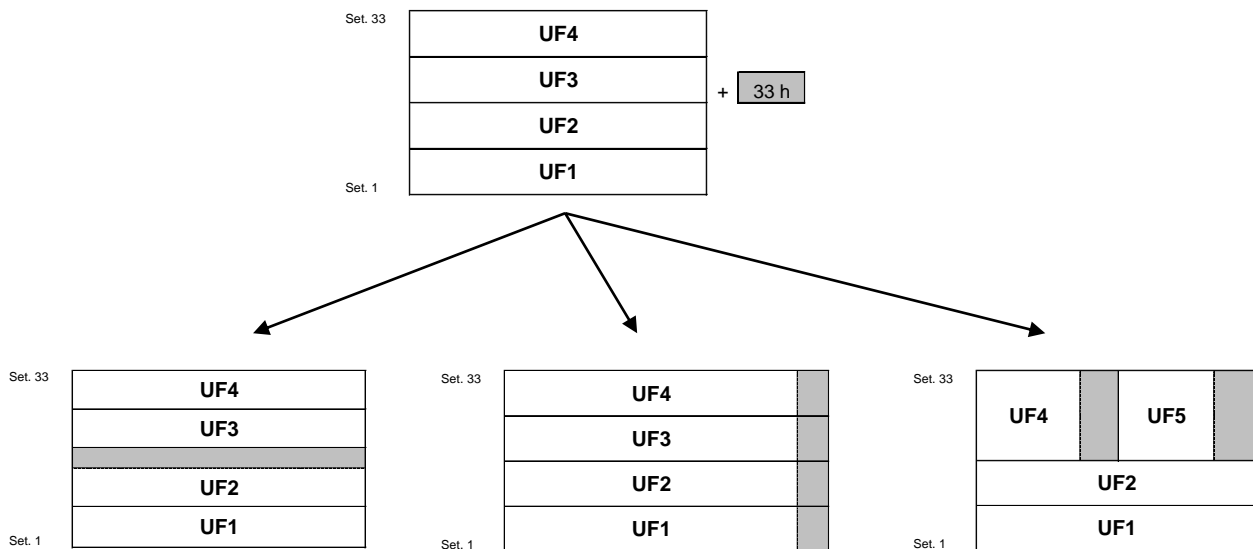 Set. 33
UF4
UF3
+ 33 h
UF2
UF1
Set. 1
Set. 33
UF4
UF3
UF2
UF1
Set. 1
Set. 33
UF4
UF3
UF2
UF1
Set. 1
Set. 33
UF4 UF5
UF2
UF1
Set. 1